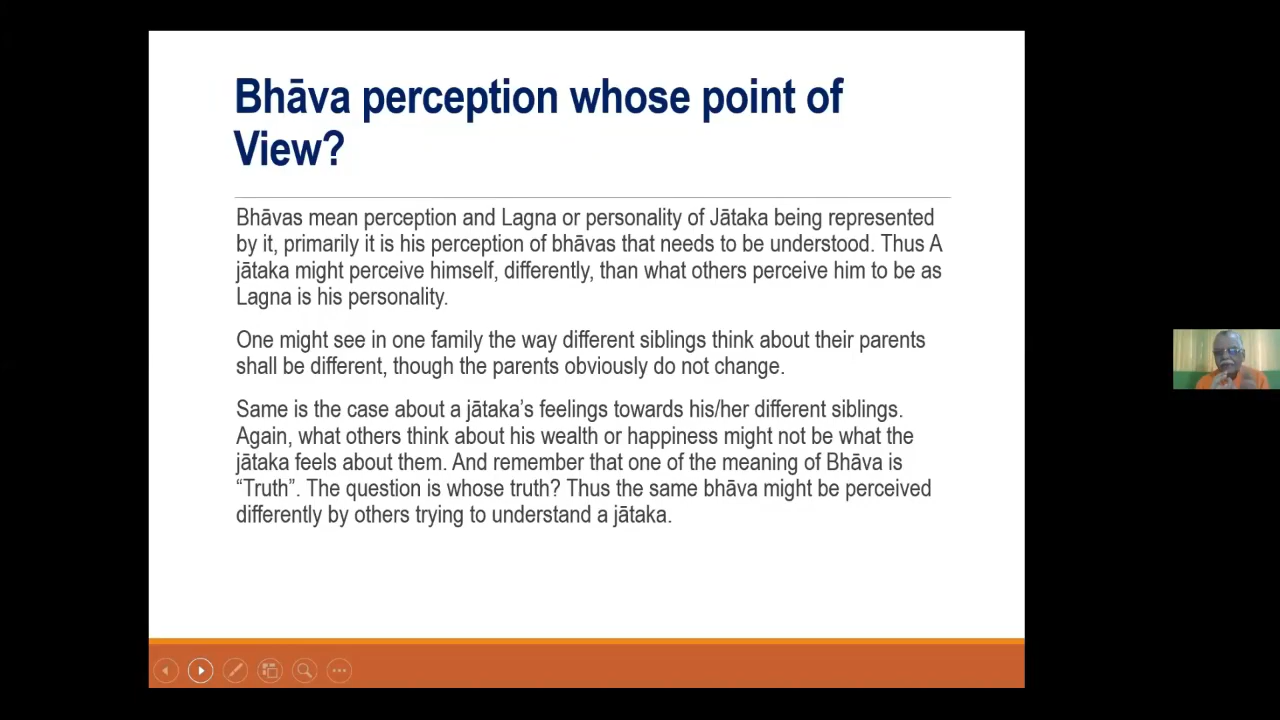 Bhāva perception whose point of
View?
Bhāvas mean perception and Lagna or personality of Jātaka being represented
by it, primarily it is his perception of bhāvas that needs to be understood. Thus A
jātaka might perceive himself, differently, than what others perceive him to be as
Lagna is his personality.
One might see in one family the way different siblings think about their parents
shall be different, though the parents obviously do not change.
Same is the case about a jātaka’s feelings towards his/her different siblings.
Again, what others think about his wealth or happiness might not be what the
jātaka feels about them. And remember that one of the meaning of Bhāva is
“Truth”. The question is whose truth? Thus the same bhāva might be perceived
differently by others trying to understand a jātaka.